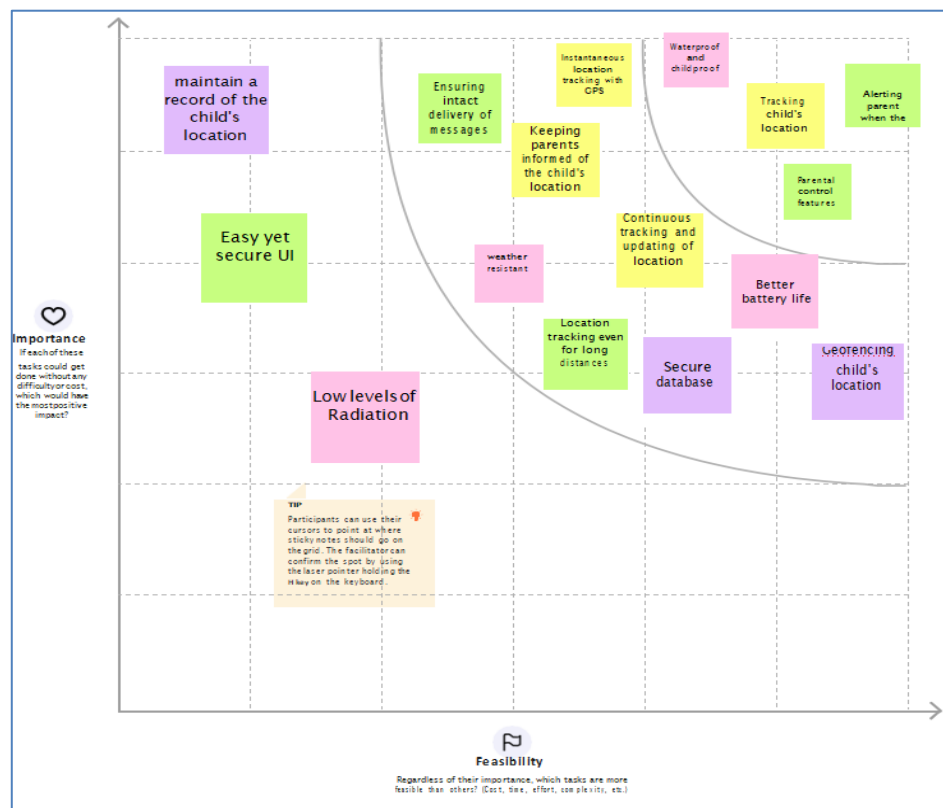 maintain a
record of the
child's
location
Ensuring
intact
delivery of
messages
Instantaneous
location
tracking with
GPS
Waterproof
and
childproof
Tracking
child's
location
Alerting
parent
when the
Keeping
parents
informed of
the child's
location
Parental
control
features
Easy yet
secure UI
weather
resistant
Continuous
tracking and
updating of
location
Better
battery life
Location
tracking even
for long
distances
Secure
database
Geofencing
child's
location
Low levels of
Radiation
Importance
If each of these
tasks could get
done without any
difficulty or cost,
which would have
the most positive
impact?
TIP
Participants can use their
cursors to point at where
sticky notes should go on
the grid. The facilitator can
confirm the spot by using
the laser pointer holding the
H key on the keyboard.
Feasibility
Regardless of their importance, which tasks are more
feasible than others? (Cost, time, effort, complexity, etc.)